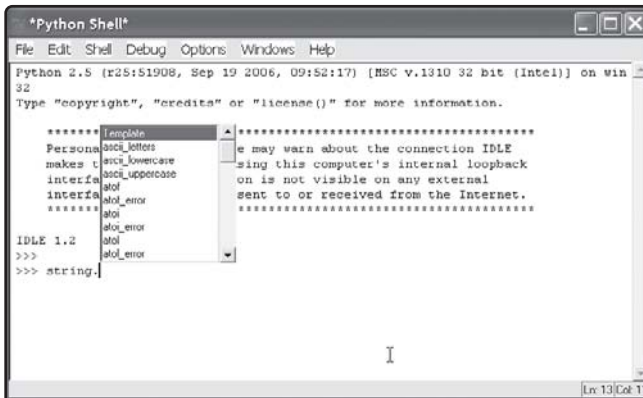 *Python Shell*
File Edit Shell Debug Options Windows Help
Python 2.5 (r25:51908, Sep 19 2006, 09:52:17) [MSC v.1310 32 bit (Intel)] on win
32
Type "copyright", "credits" or "license()" for more information.
******* Template ****************************************
Persona ascii_letters e may warn about the connection IDLE
makes t ascii_lowercase sing this computer's internal loopback
interfa ascii_uppercase on is not visible on any external
interfa atof sent to or received from the Internet.
******* atof_error ****************************************
atoi
atoi_error
IDLE 1.2 atol
>>> atol_error
>>> string.
Ln: 13 Col: